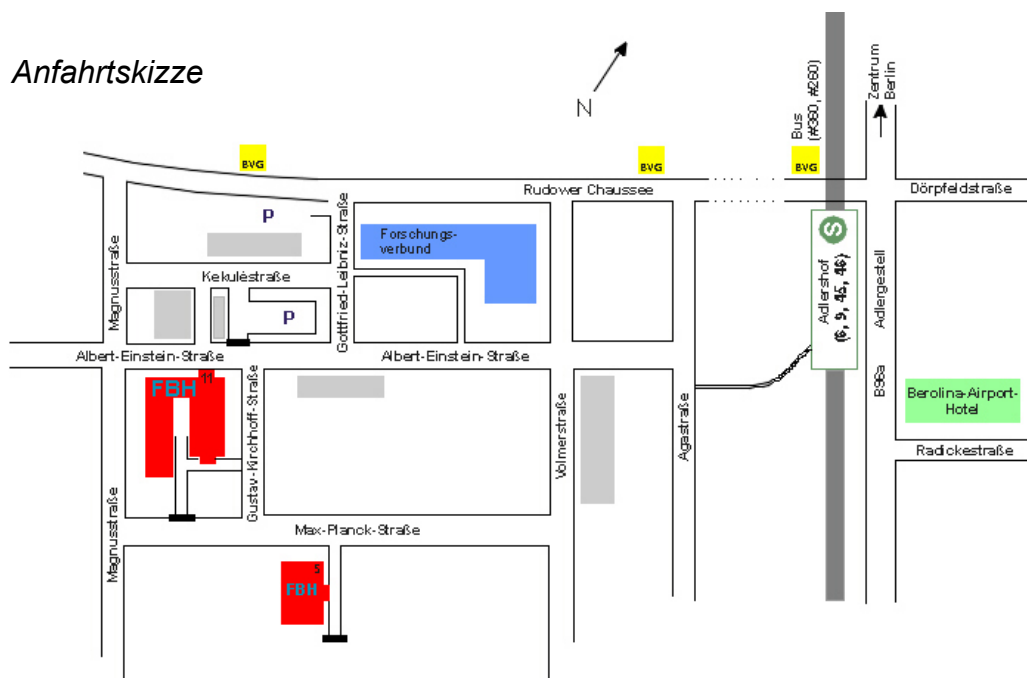 Anfahrtskizze
N
Zentrum
Berlin
Bus
(#360, #260)
BVG
BVG
BVG
Rudower Chaussee
Dörpfeldstraße
P
Forschungs-
verbund
Kekuléstraße
Magnusstraße
Gottfried-Leibniz-Straße
S
Adlershof
(6, 9, 45, 46)
Adlergestell
P
Albert-Einstein-Straße
Albert-Einstein-Straße
B96a
11
FBH
Berolina-Airport-
Hotel
Gustav-Kirchhoff-Straße
Volmerstraße
Agastraße
Radickestraße
Magnusstraße
Max-Planck-Straße
5
FBH